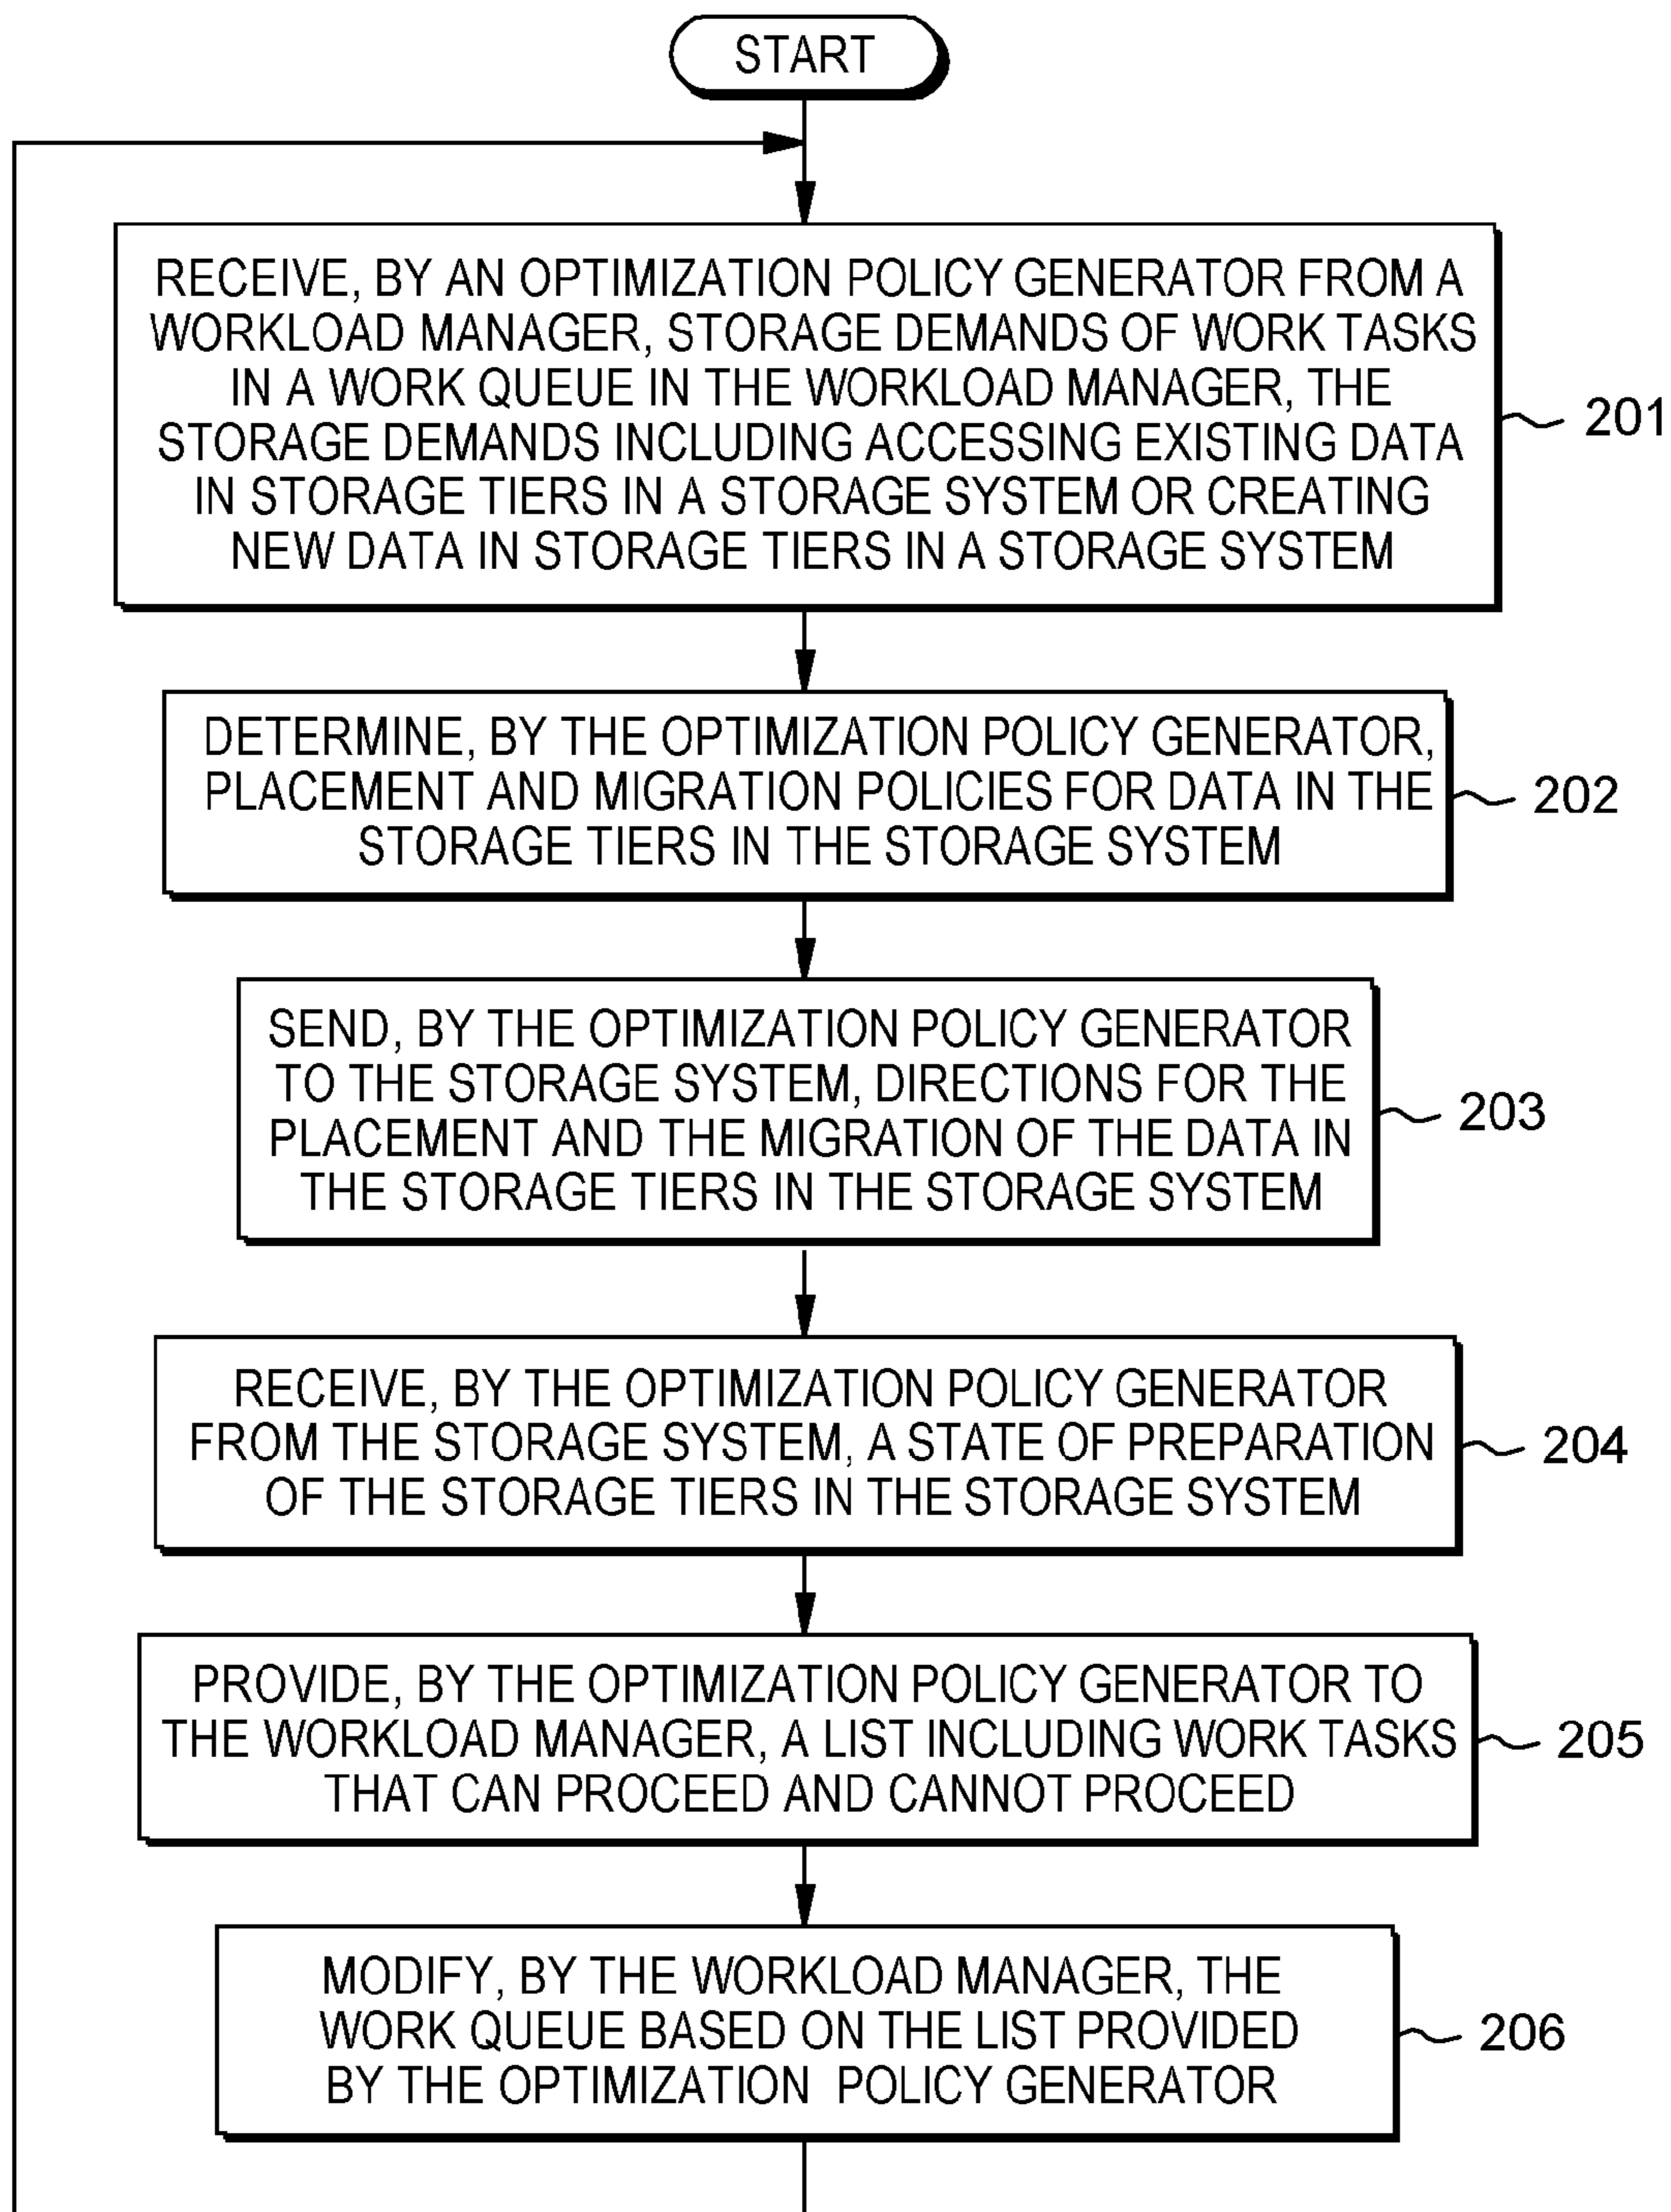 START
RECEIVE, BY AN OPTIMIZATION POLICY GENERATOR FROM A
WORKLOAD MANAGER, STORAGE DEMANDS OF WORK TASKS
IN A WORK QUEUE IN THE WORKLOAD MANAGER, THE
STORAGE DEMANDS INCLUDING ACCESSING EXISTING DATA
IN STORAGE TIERS IN A STORAGE SYSTEM OR CREATING
NEW DATA IN STORAGE TIERS IN A STORAGE SYSTEM
201
DETERMINE, BY THE OPTIMIZATION POLICY GENERATOR,
PLACEMENT AND MIGRATION POLICIES FOR DATA IN THE
STORAGE TIERS IN THE STORAGE SYSTEM
202
SEND, BY THE OPTIMIZATION POLICY GENERATOR
TO THE STORAGE SYSTEM, DIRECTIONS FOR THE
PLACEMENT AND THE MIGRATION OF THE DATA IN
THE STORAGE TIERS IN THE STORAGE SYSTEM
203
RECEIVE, BY THE OPTIMIZATION POLICY GENERATOR
FROM THE STORAGE SYSTEM, A STATE OF PREPARATION
OF THE STORAGE TIERS IN THE STORAGE SYSTEM
204
PROVIDE, BY THE OPTIMIZATION POLICY GENERATOR TO
THE WORKLOAD MANAGER, A LIST INCLUDING WORK TASKS
THAT CAN PROCEED AND CANNOT PROCEED
205
MODIFY, BY THE WORKLOAD MANAGER, THE
WORK QUEUE BASED ON THE LIST PROVIDED
BY THE OPTIMIZATION POLICY GENERATOR
206